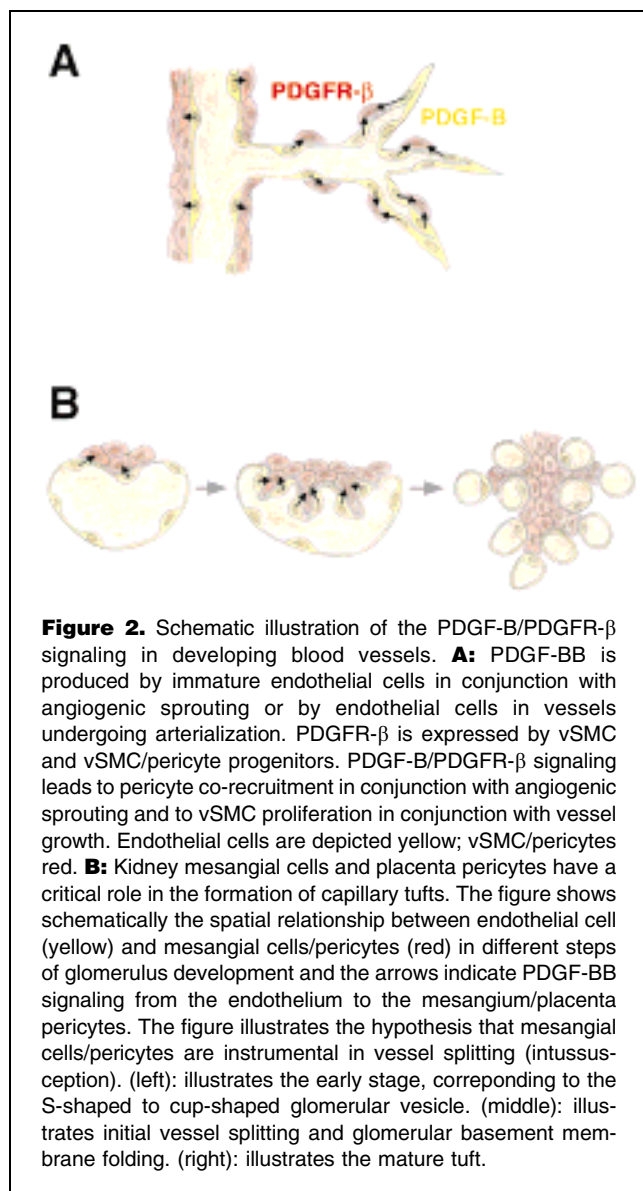 A
PDGFR-β
PDGF-B
B
Figure 2. Schematic illustration of the PDGF-B/PDGFR-β
signaling in developing blood vessels. A: PDGF-BB is
produced by immature endothelial cells in conjunction with
angiogenic sprouting or by endothelial cells in vessels
undergoing arterialization. PDGFR-β is expressed by vSMC
and vSMC/pericyte progenitors. PDGF-B/PDGFR-β signaling
leads to pericyte co-recruitment in conjunction with angiogenic
sprouting and to vSMC proliferation in conjunction with vessel
growth. Endothelial cells are depicted yellow; vSMC/pericytes
red. B: Kidney mesangial cells and placenta pericytes have a
critical role in the formation of capillary tufts. The figure shows
schematically the spatial relationship between endothelial cell
(yellow) and mesangial cells/pericytes (red) in different steps
of glomerulus development and the arrows indicate PDGF-BB
signaling from the endothelium to the mesangium/placenta
pericytes. The figure illustrates the hypothesis that mesangial
cells/pericytes are instrumental in vessel splitting (intussus-
ception). (left): illustrates the early stage, correponding to the
S-shaped to cup-shaped glomerular vesicle. (middle): illus-
trates initial vessel splitting and glomerular basement mem-
brane folding. (right): illustrates the mature tuft.